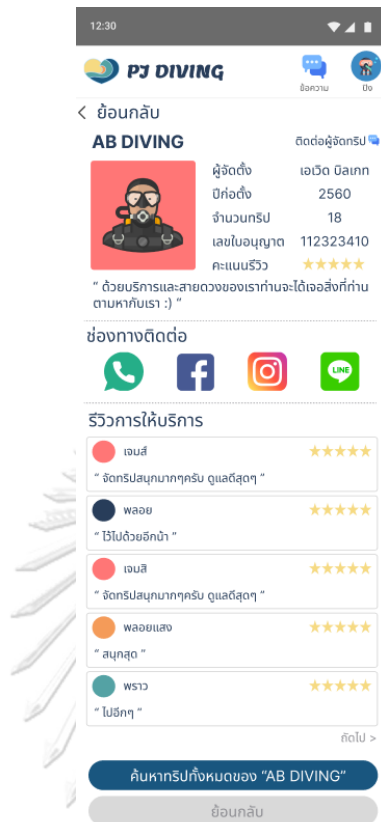 12:30
PJ DIVING
ข้อความ
ปิง
< ย้อนกลับ
AB DIVING
ติดต่อผู้จัดทริป
ผู้จัดตั้ง เอเว็ด บิลเกท
ปีก่อตั้ง 2560
จำนวนทริป 18
เลขใบอนุญาต 112323410
คะแนนรีวิว
“ ด้วยบริการและสายดวงของเราท่านจะได้เจอสิ่งที่ท่าน
ตามหากับเรา :) “
ช่องทางติดต่อ
LINE
รีวิวการให้บริการ
เจมส์
“ จัดทริปสนุกมากๆครับ ดูแลดีสุดๆ “
พลอย
“ ไว้ไปด้วยอีกน้า “
เจมสิ
“ จัดทริปสนุกมากๆครับ ดูแลดีสุดๆ “
พลอยแสง
“ สนุกสุด “
พราว
“ ไปอีกๆ “
ถัดไป >
ค้นหาทริปทั้งหมดของ “AB DIVING“
ย้อนกลับ